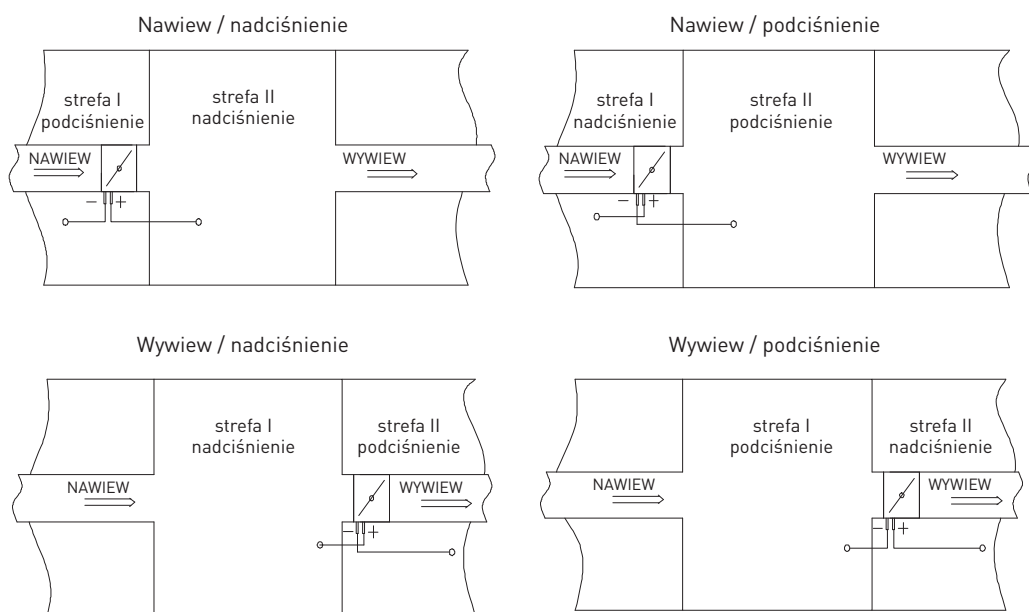 Nawiew / nadciśnienie
strefa I
podciśnienie
strefa II
nadciśnienie
NAWIEW
WYWIEW
– +
Nawiew / podciśnienie
strefa I
nadciśnienie
strefa II
podciśnienie
NAWIEW
WYWIEW
– +
Wywiew / nadciśnienie
strefa I
nadciśnienie
strefa II
podciśnienie
NAWIEW
WYWIEW
– +
Wywiew / podciśnienie
strefa I
podciśnienie
strefa II
nadciśnienie
NAWIEW
WYWIEW
– +